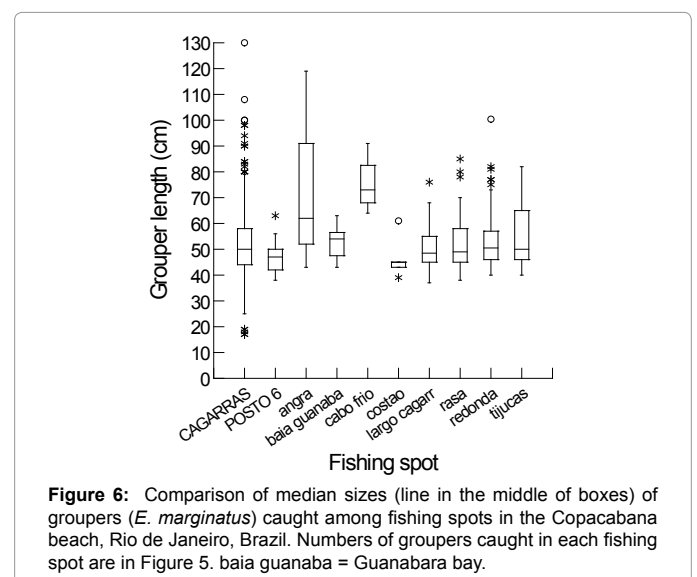 130
120
110
100
90
80
70
60
50
40
30
20
10
0
Grouper length (cm)
CAGARRAS
POSTO 6
angra
baia guanaba
cabo frio
costao
largo cagarr
rasa
redonda
tijucas
Fishing spot
Figure 6: Comparison of median sizes (line in the middle of boxes) of
groupers (E. marginatus) caught among fishing spots in the Copacabana
beach, Rio de Janeiro, Brazil. Numbers of groupers caught in each fishing
spot are in Figure 5. baia guanaba = Guanabara bay.